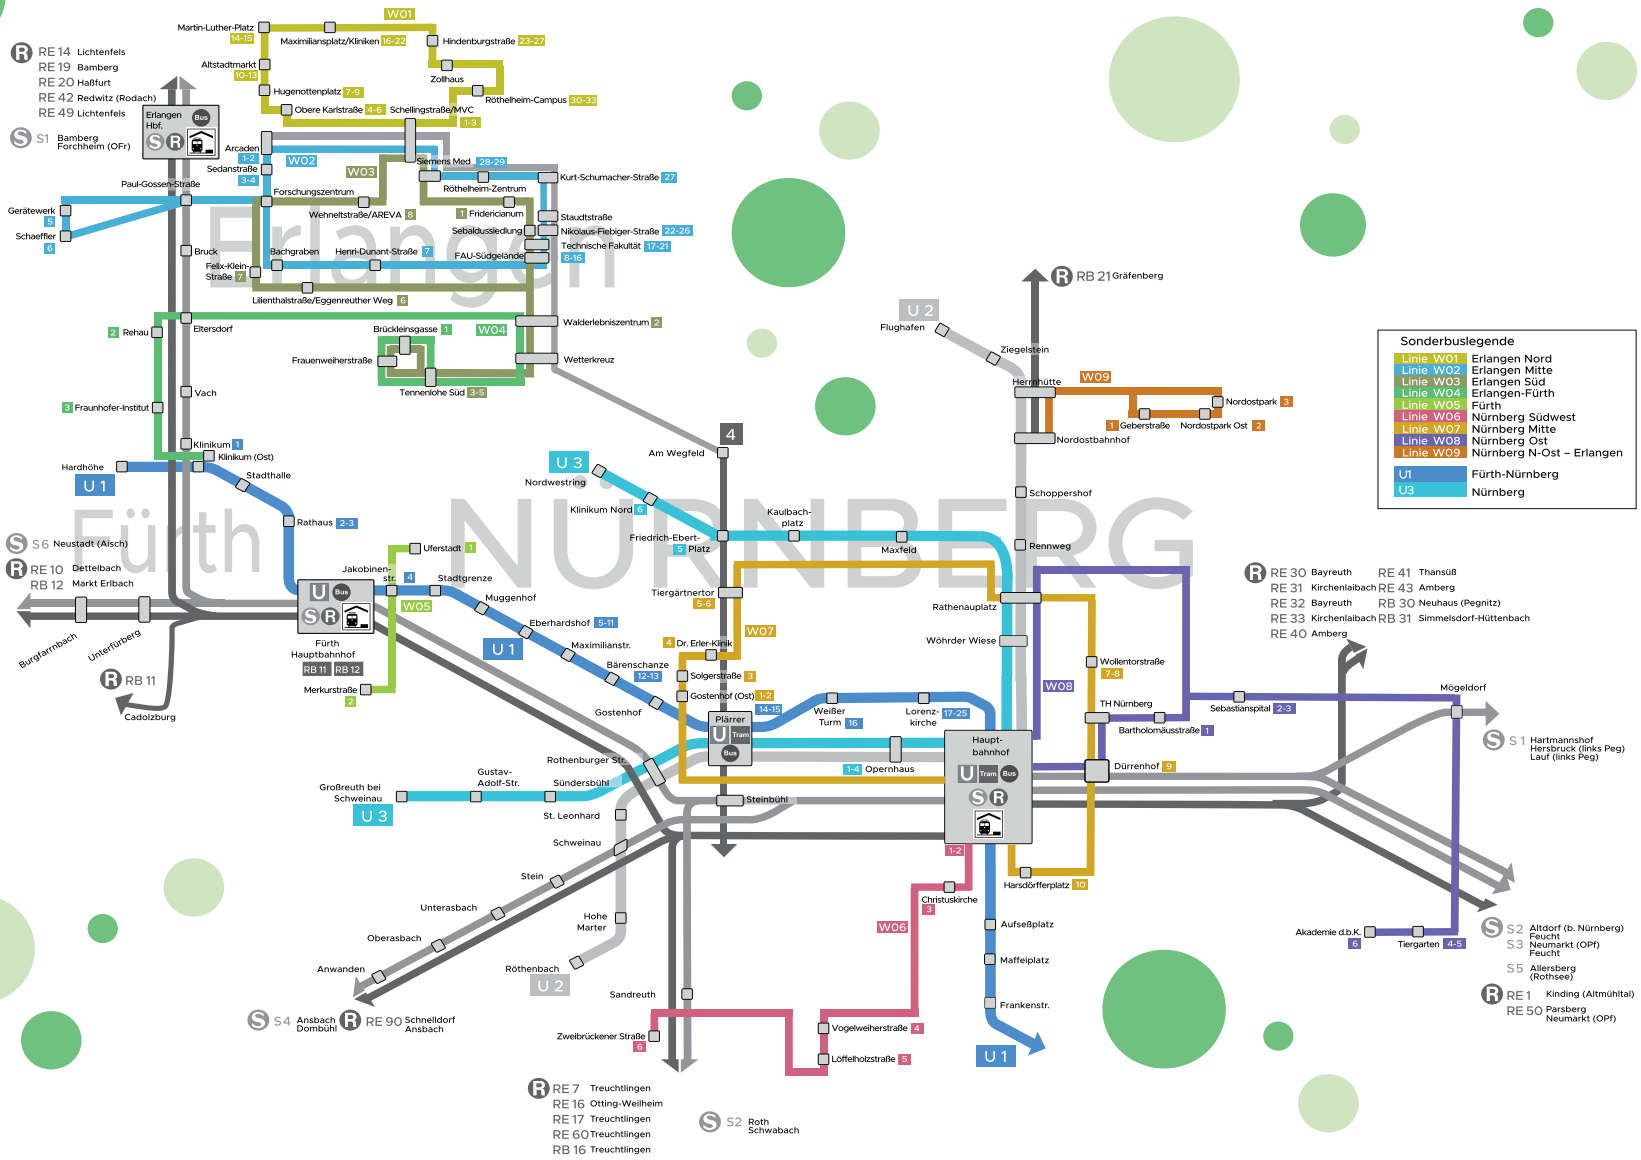 W01
Martin-Luther-Platz
14-15
Maximiliansplatz/Kliniken 16-22
Hindenburgstraße 23-27
Altstadtmarkt
10-13
Zollhaus
Hugenottenplatz 7-9
Röthelheim-Campus 30-33
Obere Karlstraße 4-6
Schellingstraße/MVC
1-3
R RE 14 Lichtenfels
RE 19 Bamberg
RE 20 Haßfurt
RE 42 Redwitz (Rodach)
RE 49 Lichtenfels
S S1 Bamberg
Forchheim (OFr)
Erlangen
Hbf.
Bus
S R
Arcaden
1-2
W02
Sedanstraße
3-4
W03
Siemens Med 28-29
Röthelheim-Zentrum
Kurt-Schumacher-Straße 27
Paul-Gossen-Straße
Forschungszentrum
Gerätewerk
5
Schaeffler
6
Wehneltstraße/AREVA 8
1 Fridericianum
Staudtstraße
Sebaldussiedlung
Nikolaus-Fiebiger-Straße 22-26
Technische Fakultät 17-21
8-16
FAU-Südgelände
Erlangen
Bruck
Bachgraben
Henri-Dunant-Straße 7
Felix-Klein-
Straße 7
Lilienthalstraße/Eggenreuther Weg 6
Eltersdorf
2 Rehau
Brückleinsgasse 1
W04
Walderlebniszentrum 2
Frauenweiherstraße
Wetterkreuz
Tennenlohe Süd 3-5
Vach
3 Fraunhofer-Institut
Klinikum 1
Klinikum (Ost)
Hardhöhe
U 1
Stadthalle
Rathaus 2-3
Fürth
NÜRNBERG
4
Am Wegfeld
U 3
Nordwestring
Klinikum Nord 6
Friedrich-Ebert-
5 Platz
Kaulbach-
platz
Maxfeld
R RB 21 Gräfenberg
U 2
Flughafen
Ziegelstein
Herrnhütte
W09
Nordostpark 3
1 Geberstraße
Nordostpark Ost 2
Nordostbahnhof
Schoppershof
Rennweg
Sonderbuslegende
Linie W01 Erlangen Nord
Linie W02 Erlangen Mitte
Linie W03 Erlangen Süd
Linie W04 Erlangen-Fürth
Linie W05 Fürth
Linie W06 Nürnberg Südwest
Linie W07 Nürnberg Mitte
Linie W08 Nürnberg Ost
Linie W09 Nürnberg N-Ost – Erlangen
U1 Fürth-Nürnberg
U3 Nürnberg
S S6 Neustadt (Aisch)
R RE 10 Dettelbach
RB 12 Markt Erlbach
Burgfarrnbach
Unterfürberg
R RB 11
Cadolzburg
U Bus
S R
Fürth
Hauptbahnhof
RB 11 RB 12
Uferstadt 1
Jakobinen-
str. 4
W05
Merkurstraße
2
Stadtgrenze
Muggenhof
U 1
Eberhardshof 5-11
Maximilianstr.
Bärenschanze
12-13
Gostenhof
Tiergärtnertor
5-6
W07
4 Dr. Erler-Klinik
Solgerstraße 3
Gostenhof (Ost) 1-2
Plärrer
U Tram
Bus
14-15
Weißer
Turm 16
Lorenz-
kirche 17-25
1-4 Opernhaus
Rathenauplatz
Wöhrder Wiese
W08
Wollentorstraße
7-8
TH Nürnberg
Bartholomäusstraße 1
Sebastianspital 2-3
Mögeldorf
Dürrenhof 9
R RE 30 Bayreuth RE 41 Thansüß
RE 31 Kirchenlaibach RE 43 Amberg
RE 32 Bayreuth RB 30 Neuhaus (Pegnitz)
RE 33 Kirchenlaibach RB 31 Simmelsdorf-Hüttenbach
RE 40 Amberg
S S 1 Hartmannshof
Hersbruck (links Peg)
Lauf (links Peg)
Haupt-
bahnhof
U Tram Bus
S R
Rothenburger Str.
Gustav-
Adolf-Str.
Sündersbühl
Großreuth bei
Schweinau
U 3
Steinbühl
St. Leonhard
Schweinau
Stein
Unterasbach
Oberasbach
Anwanden
Hohe
Marter
Röthenbach
U 2
S S4 Ansbach
Dombühl
R RE 90 Schnelldorf
Ansbach
Sandreuth
1-2
Christuskirche
3
W06
Vogelweiherstraße 4
Löffelholzstraße 5
Zweibrückener Straße
6
Harsdörfferplatz 10
Aufseßplatz
Maffeiplatz
Frankenstr.
U 1
Akademie d.b.K.
6
Tiergarten 4-5
S S2 Altdorf (b. Nürnberg)
Feucht
S3 Neumarkt (OPf)
Feucht
S5 Allersberg
(Rothsee)
R RE 1 Kinding (Altmühltal)
RE 50 Parsberg
Neumarkt (OPf)
R RE 7 Treuchtlingen
RE 16 Otting-Weilheim
RE 17 Treuchtlingen
RE 60 Treuchtlingen
RB 16 Treuchtlingen
S S2 Roth
Schwabach